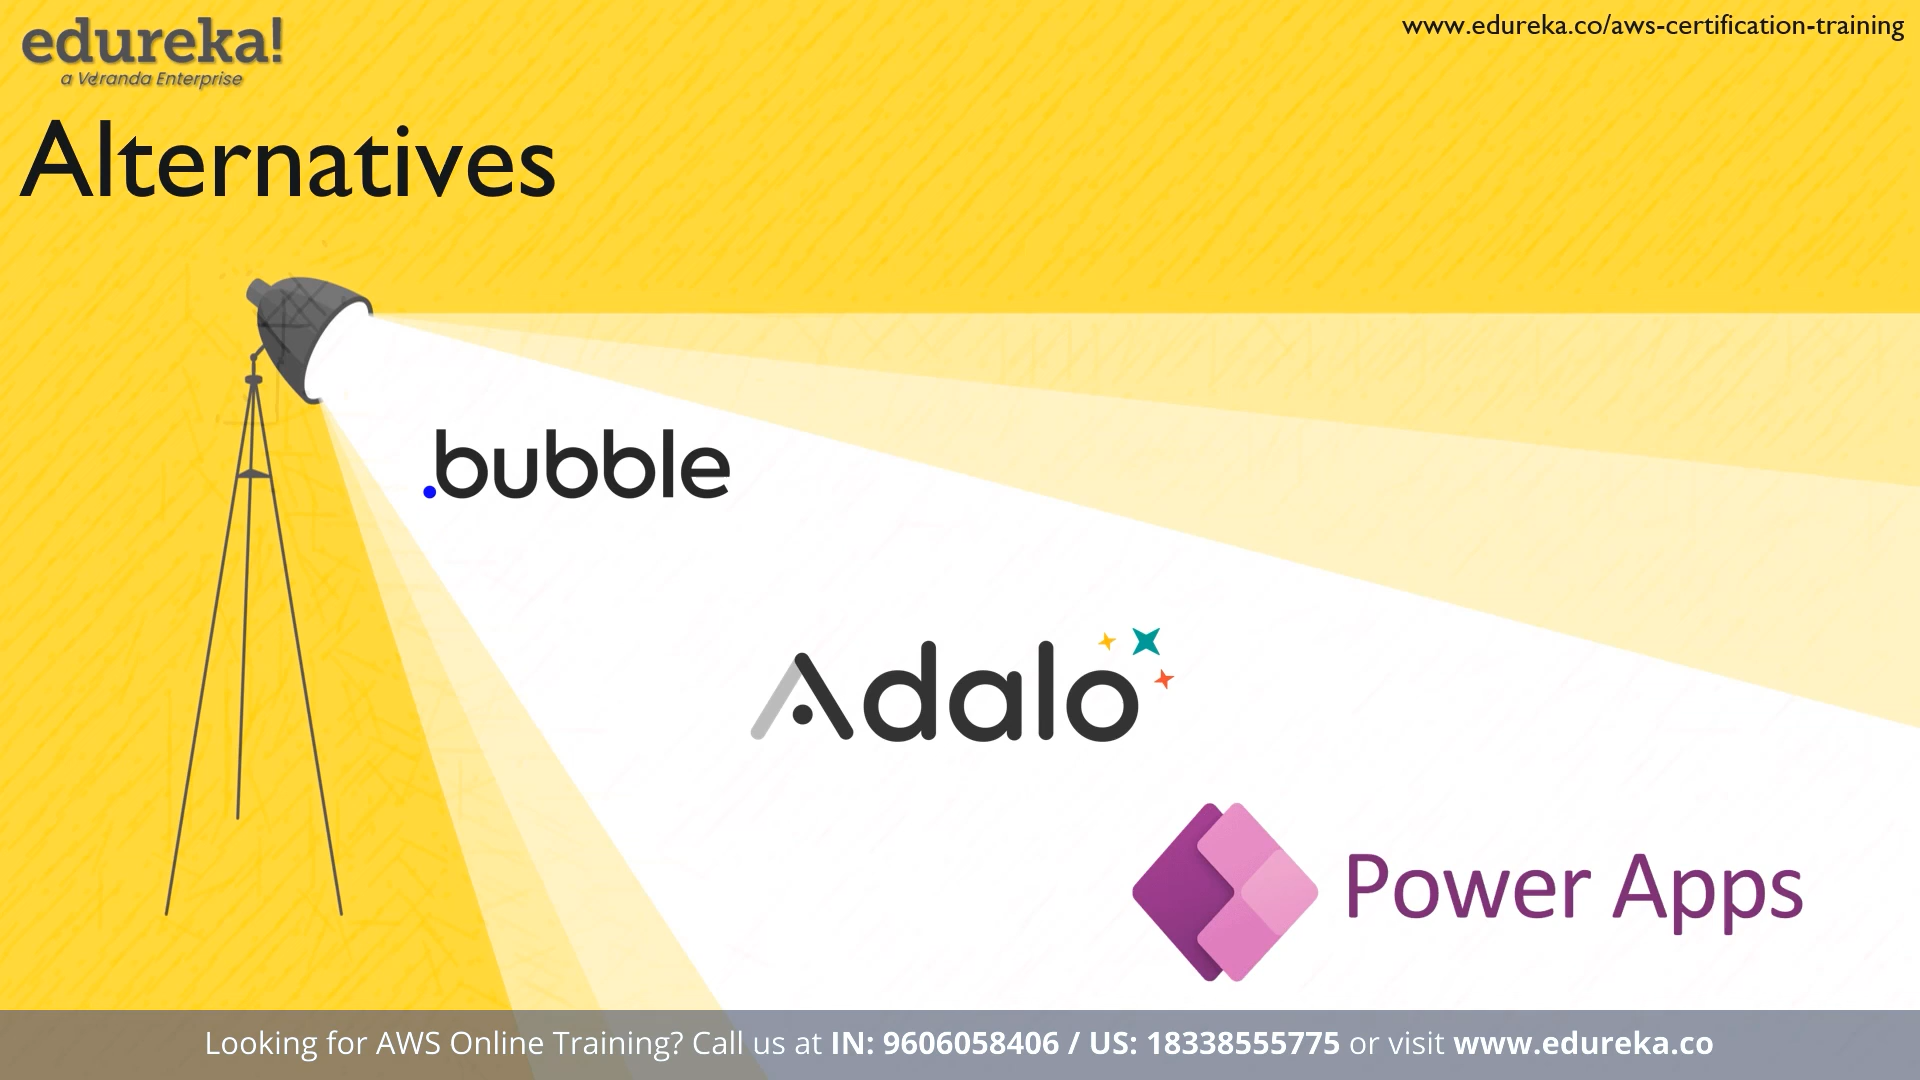 edureka!
a Veranda Enterprise
www.edureka.co/aws-certification-training
Alternatives
.bubble
Adalo
Power Apps
Looking for AWS Online Training? Call us at IN: 9606058406 / US: 18338555775 or visit www.edureka.co